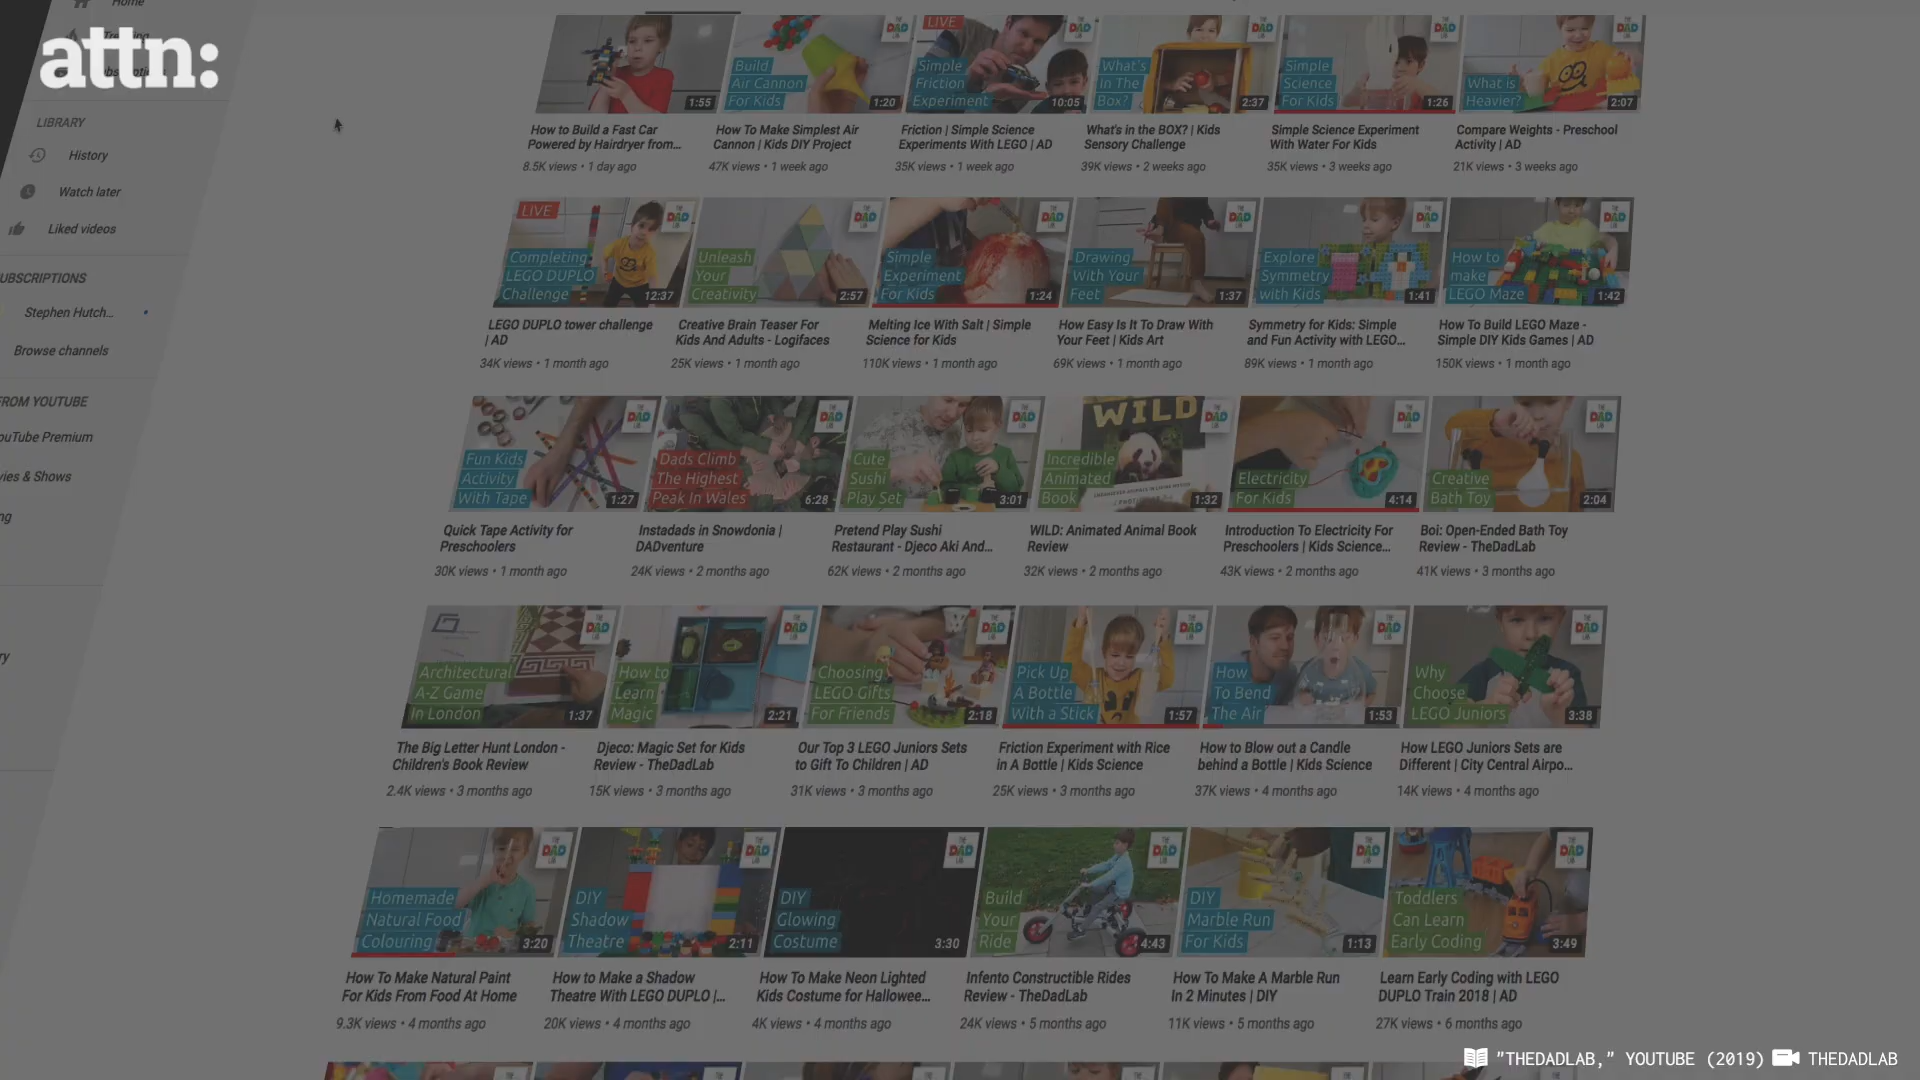 Home
attn:
LIBRARY
History
Watch later
Liked videos
UBSCRIPTIONS
Stephen Hutch...
Browse channels
FROM YOUTUBE
ouTube Premium
vies & Shows
ng
ry
LIVE
Build
Air Cannon
For Kids
Simple
Friction
Experiment
What's
In The
Box?
Simple
Science
For Kids
What is
Heavier?
1:55
1:20
10:05
2:37
1:26
2:07
How to Build a Fast Car
Powered by Hairdryer from...
8.5K views • 1 day ago
How To Make Simplest Air
Cannon | Kids DIY Project
47K views • 1 week ago
Friction | Simple Science
Experiments With LEGO | AD
35K views • 1 week ago
What's in the BOX? | Kids
Sensory Challenge
39K views • 2 weeks ago
Simple Science Experiment
With Water For Kids
35K views • 3 weeks ago
Compare Weights - Preschool
Activity | AD
21K views • 3 weeks ago
LIVE
Completing
LEGO DUPLO
Challenge
12:37
Unleash
Your
Creativity
2:57
Simple
Experiment
For Kids
1:24
Drawing
With Your
Feet
1:37
Explore
Symmetry
with Kids
1:41
How to
make
LEGO Maze
1:42
LEGO DUPLO tower challenge
| AD
34K views • 1 month ago
Creative Brain Teaser For
Kids And Adults - Logifaces
25K views • 1 month ago
Melting Ice With Salt | Simple
Science for Kids
110K views • 1 month ago
How Easy Is It To Draw With
Your Feet | Kids Art
69K views • 1 month ago
Symmetry for Kids: Simple
and Fun Activity with LEGO...
89K views • 1 month ago
How To Build LEGO Maze -
Simple DIY Kids Games | AD
150K views • 1 month ago
Fun Kids
Activity
With Tape
1:27
Dads Climb
The Highest
Peak In Wales
6:28
Cute
Sushi
Play Set
3:01
WILD
Incredible
Animated
Book
1:32
Electricity
For Kids
4:14
Creative
Bath Toy
2:04
Quick Tape Activity for
Preschoolers
30K views • 1 month ago
Instadads in Snowdonia |
DADventure
24K views • 2 months ago
Pretend Play Sushi
Restaurant - Djeco Aki And...
62K views • 2 months ago
WILD: Animated Animal Book
Review
32K views • 2 months ago
Introduction To Electricity For
Preschoolers | Kids Science...
43K views • 2 months ago
Boi: Open-Ended Bath Toy
Review - TheDadLab
41K views • 3 months ago
Architectural
A-Z Game
In London
1:37
How to
Learn
Magic
2:21
Choosing
LEGO Gifts
For Friends
2:18
Pick Up
A Bottle
With a Stick
1:57
How
To Bend
The Air
1:53
Why
Choose
LEGO Juniors
3:38
The Big Letter Hunt London -
Children's Book Review
2.4K views • 3 months ago
Djeco: Magic Set for Kids
Review - TheDadLab
15K views • 3 months ago
Our Top 3 LEGO Juniors Sets
to Gift To Children | AD
31K views • 3 months ago
Friction Experiment with Rice
in A Bottle | Kids Science
25K views • 3 months ago
How to Blow out a Candle
behind a Bottle | Kids Science
37K views • 4 months ago
How LEGO Juniors Sets are
Different | City Central Airpo...
14K views • 4 months ago
Homemade
Natural Food
Colouring
3:20
DIY
Shadow
Theatre
2:11
DIY
Glowing
Costume
3:30
Build
Your
Ride
4:43
DIY
Marble Run
For Kids
1:13
Toddlers
Can Learn
Early Coding
3:49
How To Make Natural Paint
For Kids From Food At Home
9.3K views • 4 months ago
How to Make a Shadow
Theatre With LEGO DUPLO |...
20K views • 4 months ago
How To Make Neon Lighted
Kids Costume for Hallowee...
4K views • 4 months ago
Infento Constructible Rides
Review - TheDadLab
24K views • 5 months ago
How To Make A Marble Run
In 2 Minutes | DIY
11K views • 5 months ago
Learn Early Coding with LEGO
DUPLO Train 2018 | AD
27K views • 6 months ago
"THEDADLAB," YOUTUBE (2019) THEDADLAB